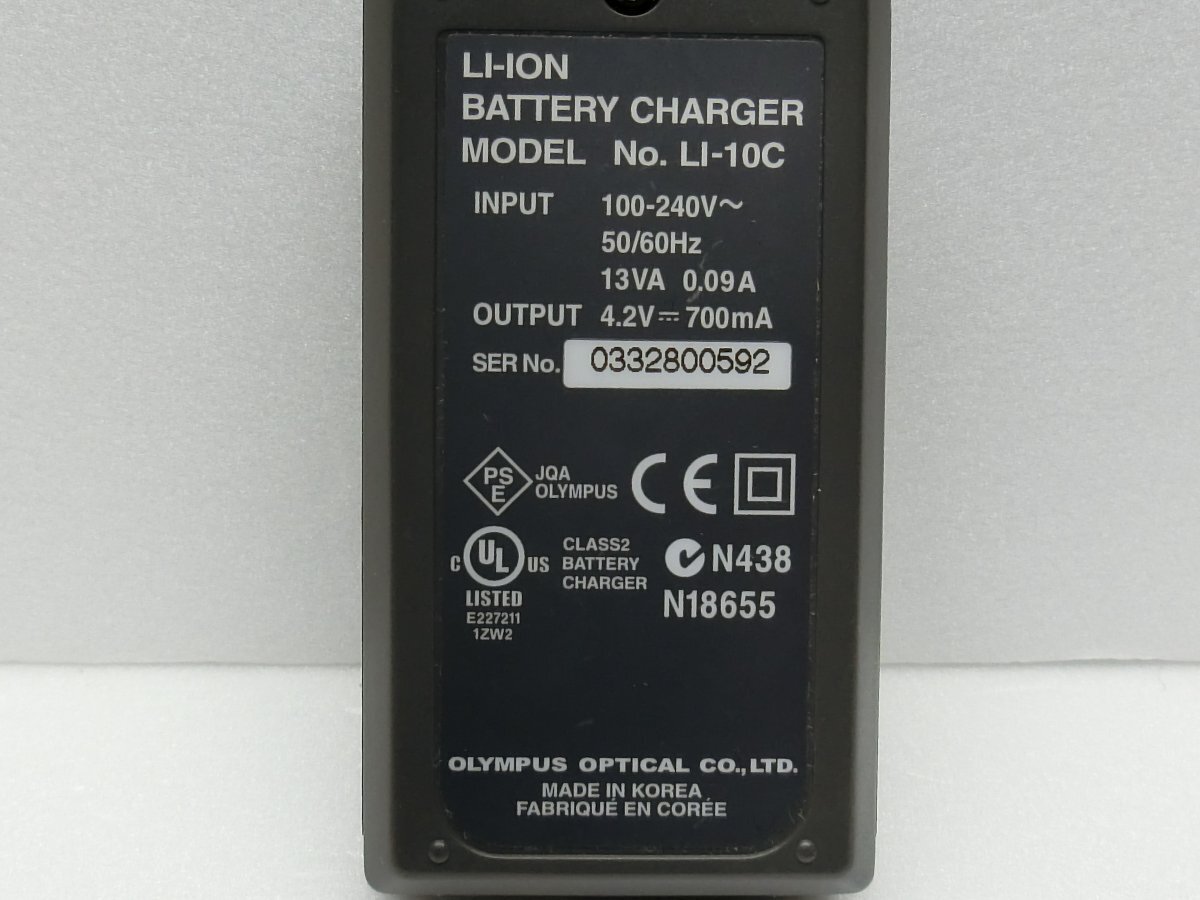 LI-ION
BATTERY CHARGER
MODEL No. LI-10C
INPUT 100-240V~
50/60Hz
13VA 0.09A
OUTPUT 4.2V⎓700mA
SER No. 0332800592
PS
E
JQA
OLYMPUS
CE
C UL US
LISTED
E227211
1ZW2
CLASS2
BATTERY
CHARGER
N438
N18655
OLYMPUS OPTICAL CO.,LTD.
MADE IN KOREA
FABRIQUÉ EN CORÉE